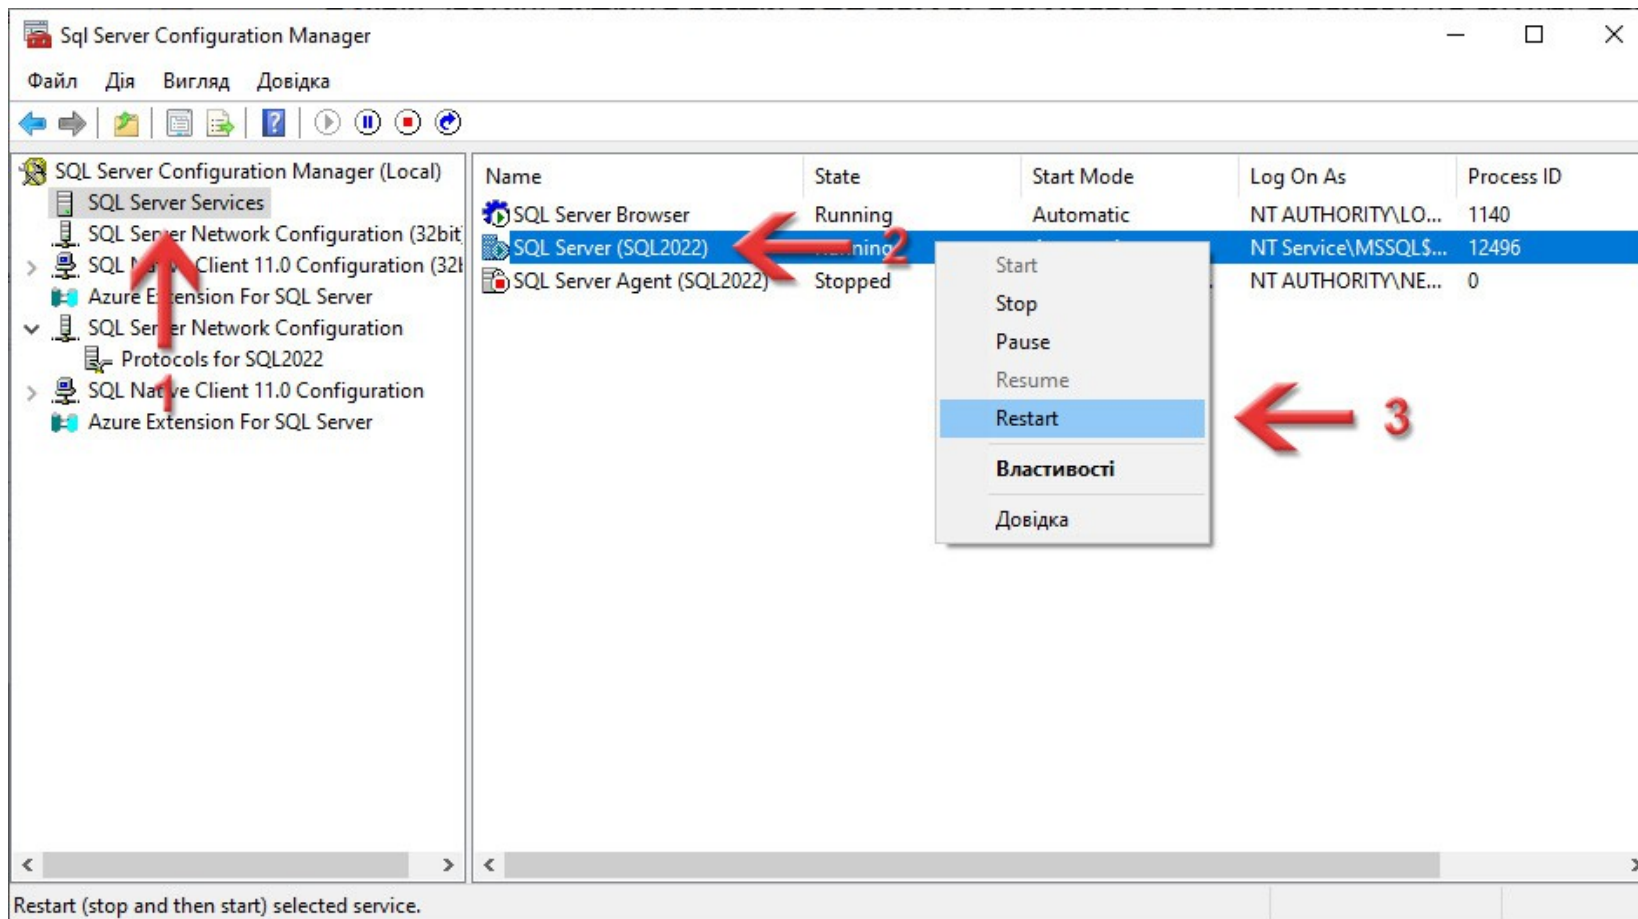 Sql Server Configuration Manager
Файл Дія Вигляд Довідка
SQL Server Configuration Manager (Local)
SQL Server Services
SQL Server Network Configuration (32bit
SQL Native Client 11.0 Configuration (32b
Azure Extension For SQL Server
SQL Server Network Configuration
Protocols for SQL2022
SQL Native Client 11.0 Configuration
Azure Extension For SQL Server
1
Name State Start Mode Log On As Process ID
SQL Server Browser Running Automatic NT AUTHORITY\LO... 1140
SQL Server (SQL2022) Running NT Service\MSSQL$... 12496
SQL Server Agent (SQL2022) Stopped NT AUTHORITY\NE... 0
2
Start
Stop
Pause
Resume
Restart
Властивості
Довідка
3
Restart (stop and then start) selected service.